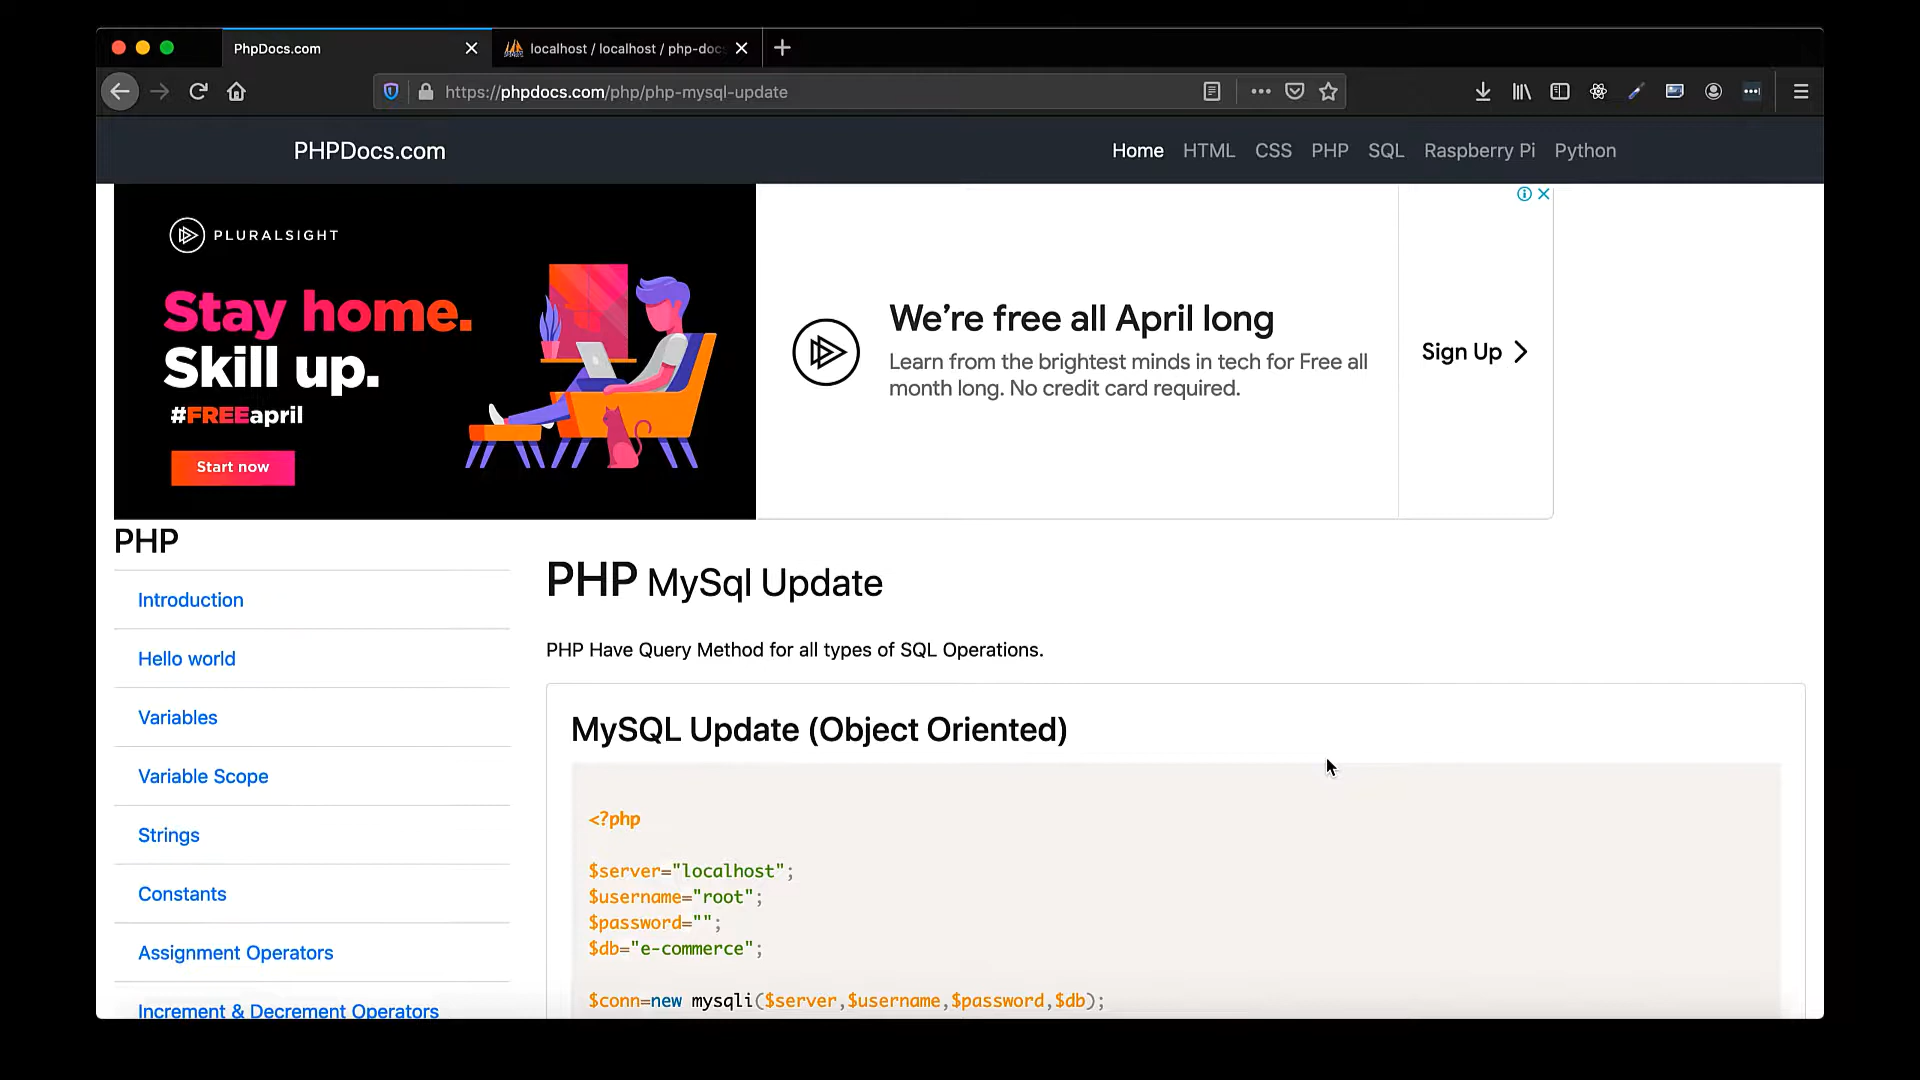 PhpDocs.com
localhost / localhost / php-doc
https://phpdocs.com/php/php-mysql-update
PHPDocs.com
Home HTML CSS PHP SQL Raspberry Pi Python
PLURALSIGHT
Stay home.
Skill up.
#FREEapril
Start now
We’re free all April long
Learn from the brightest minds in tech for Free all
month long. No credit card required.
Sign Up
PHP
Introduction
Hello world
Variables
Variable Scope
Strings
Constants
Assignment Operators
Increment & Decrement Operators
PHP MySql Update
PHP Have Query Method for all types of SQL Operations.
MySQL Update (Object Oriented)
<?php
$server="localhost";
$username="root";
$password="";
$db="e-commerce";
$conn=new mysqli($server,$username,$password,$db);